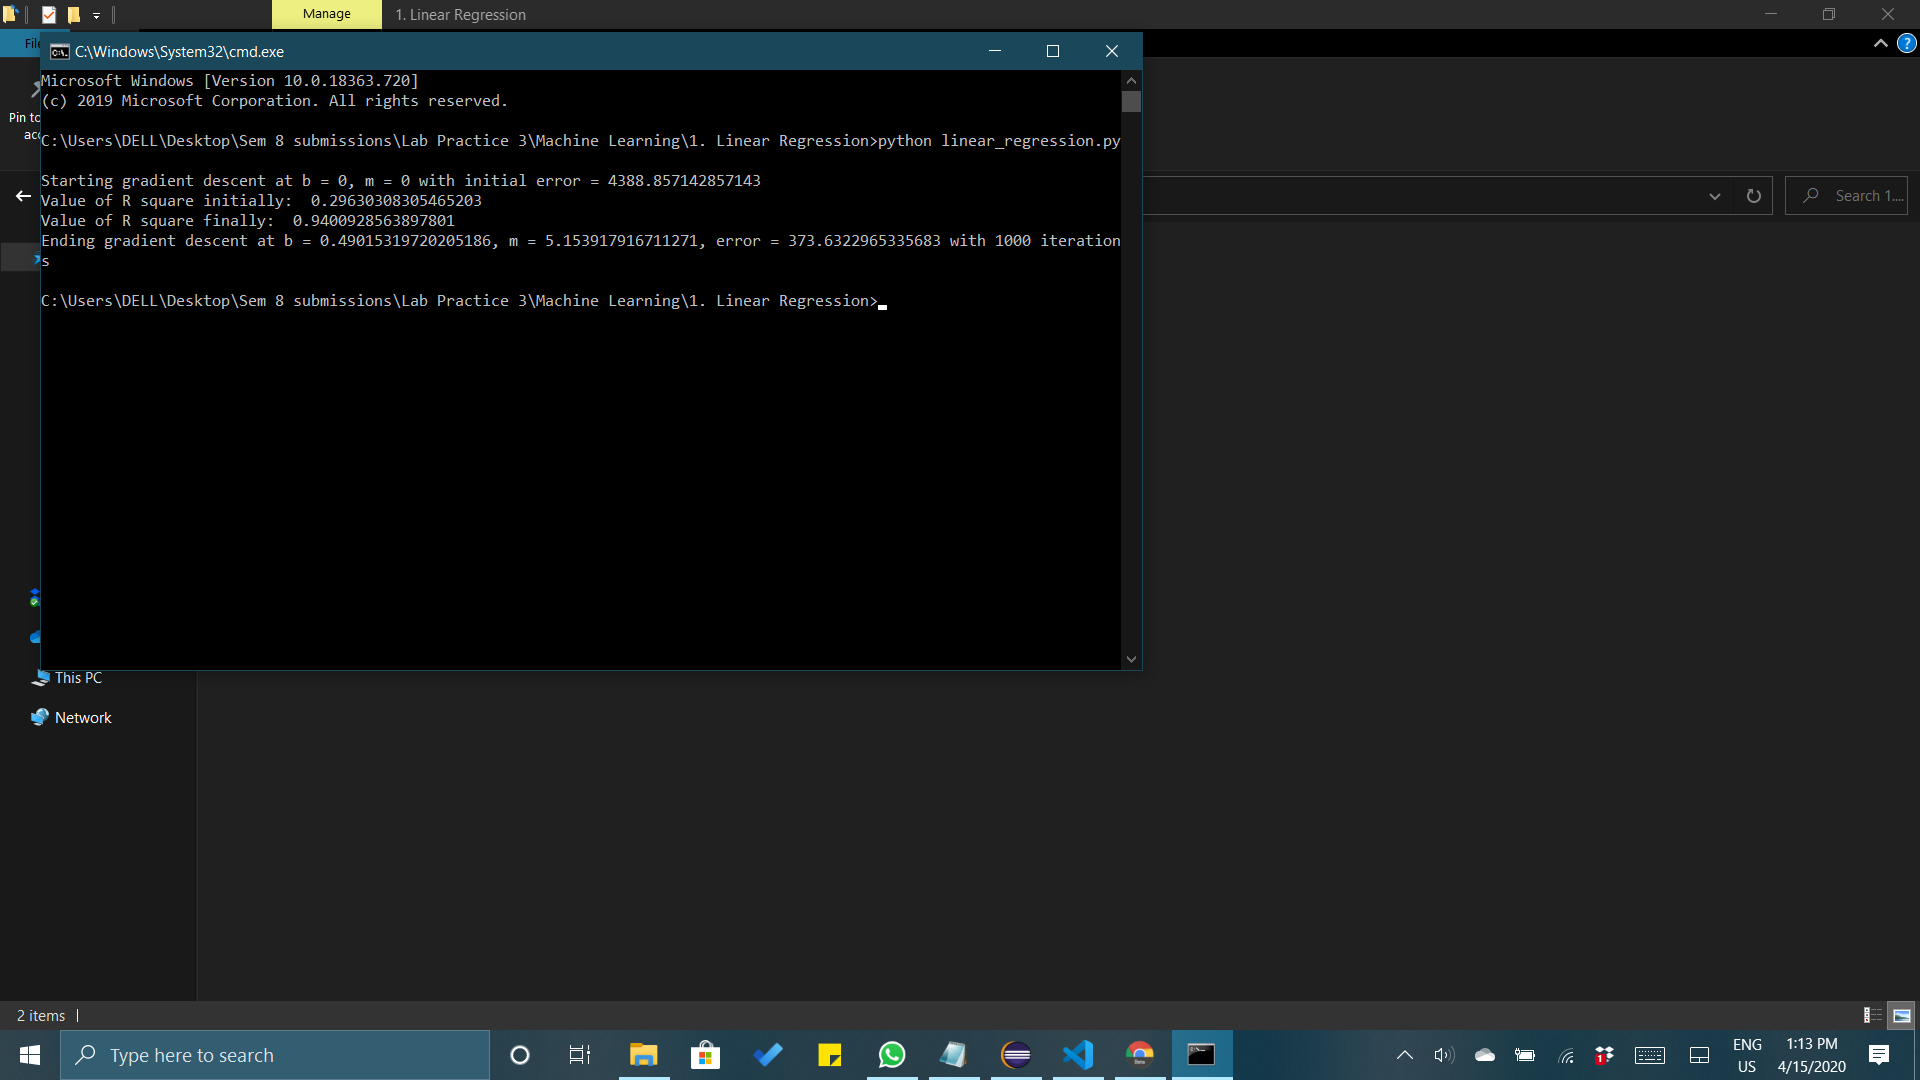 Manage
1. Linear Regression
File
C:\Windows\System32\cmd.exe
Pin to
Microsoft Windows [Version 10.0.18363.720]
(c) 2019 Microsoft Corporation. All rights reserved.
C:\Users\DELL\Desktop\Sem 8 submissions\Lab Practice 3\Machine Learning\1. Linear Regression>python linear_regression.py
Starting gradient descent at b = 0, m = 0 with initial error = 4388.857142857143
Value of R square initially:  0.29630308305465203
Value of R square finally:  0.9400928563897801
Ending gradient descent at b = 0.49015319720205186, m = 5.153917916711271, error = 373.6322965335683 with 1000 iteration
s
C:\Users\DELL\Desktop\Sem 8 submissions\Lab Practice 3\Machine Learning\1. Linear Regression>
Search 1....
This PC
Network
2 items
Type here to search
1
ENG
US
1:13 PM
4/15/2020